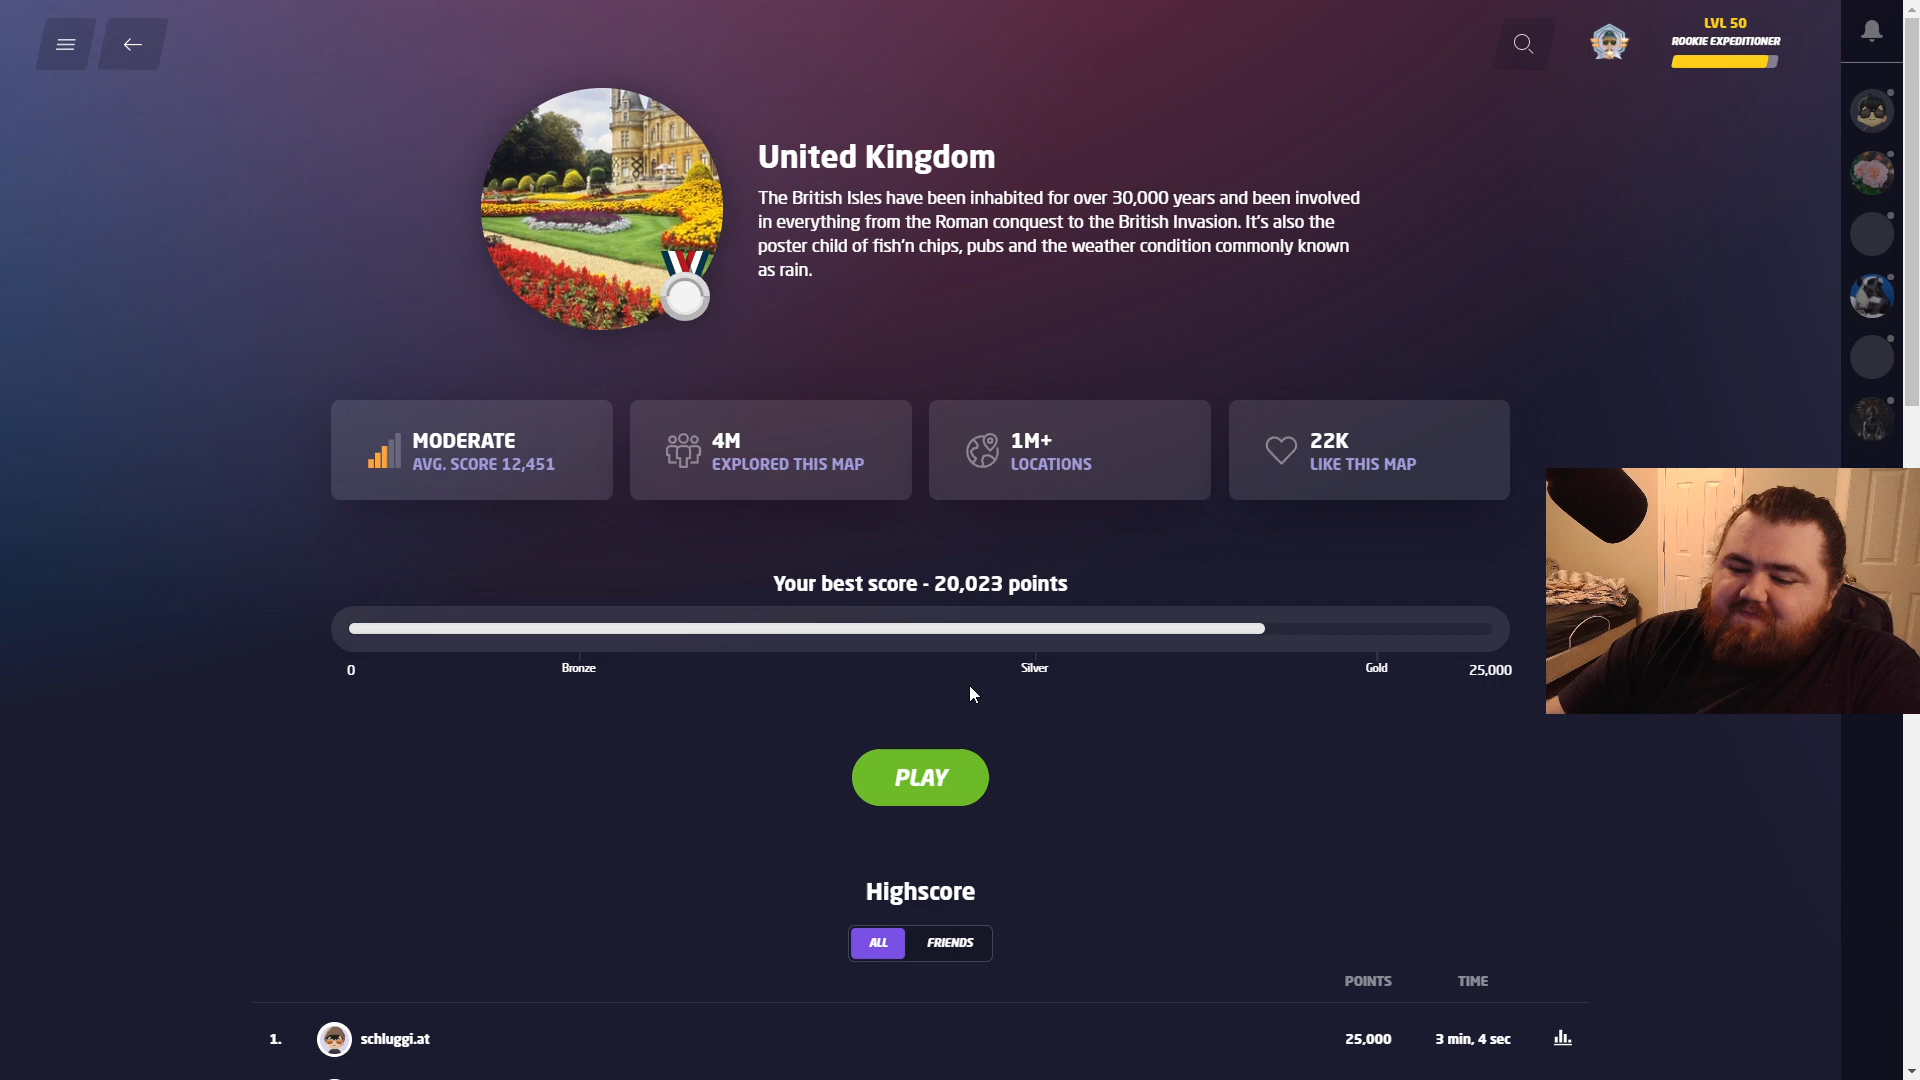 LVL 50
ROOKIE EXPEDITIONER
United Kingdom
The British Isles have been inhabited for over 30,000 years and been involved
in everything from the Roman conquest to the British Invasion. It's also the
poster child of fish'n chips, pubs and the weather condition commonly known
as rain.
MODERATE
AVG. SCORE 12,451
4M
EXPLORED THIS MAP
1M+
LOCATIONS
22K
LIKE THIS MAP
Your best score - 20,023 points
0
Bronze
Silver
Gold
25,000
PLAY
Highscore
ALL
FRIENDS
POINTS
TIME
1.
schluggi.at
25,000
3 min, 4 sec